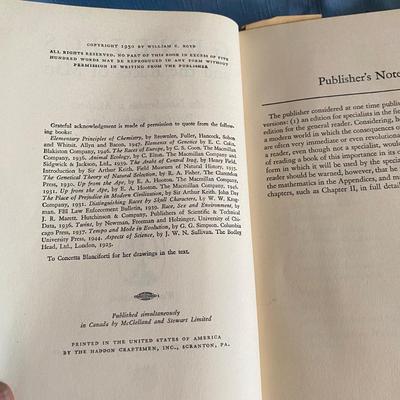 COPYRIGHT 1950 BY WILLIAM C. BOYD
ALL RIGHTS RESERVED, NO PART OF THIS BOOK IN EXCESS OF FIVE
HUNDRED WORDS MAY BE REPRODUCED IN ANY FORM WITHOUT
PERMISSION IN WRITING FROM THE PUBLISHER
Grateful acknowledgment is made of permission to quote from the follow-
ing books:
Elementary Principles of Chemistry, by Brownlee, Fuller, Hancock, Sohon
and Whitsit. Allyn and Bacon, 1947. Elements of Genetics, by E. C. Colin,
Blakiston Company, 1946. The Races of Europe, by C. S. Coon. The Macmillan
Company, 1936. Animal Ecology, by C. Elton. The Macmillan Company and
Sidgwick & Jackson, Ltd., 1939. The Arabs of Central Iraq, by Henry Field,
Introduction by Sir Arthur Keith. Field Museum of Natural History, 1935.
The Genetical Theory of Natural Selection, by R. A. Fisher. The Clarendon
Press, 1930. Up from the Ape, by E. A. Hooton. The Macmillan Company,
1931. Up from the Ape, by E. A. Hooton. The Macmillan Company, 1946.
The Place of Prejudice in Modern Civilization, by Sir Arthur Keith. John Day
Company, 1931. Distinguishing Races by Skull Characters, by W. W. Krog-
man. FBI Law Enforcement Bulletin, 1939. Race, Sex and Environment, by
J. R. Marett. Hutchinson & Company, Publishers of Scientific & Technical
Data, 1936. Twins, by Newman, Freeman and Holzinger. University of Chi-
cago Press, 1937. Tempo and Mode in Evolution, by G. G. Simpson. Columbia
University Press, 1944. Aspects of Science, by J. W. N. Sullivan. The Bodley
Head, Ltd., London, 1923.
To Concetta Blanciforti for her drawings in the text.
Published simultaneously
in Canada by McClelland and Stewart Limited
PRINTED IN THE UNITED STATES OF AMERICA
BY THE HADDON CRAFTSMEN, INC., SCRANTON, PA.
Publisher's Note
The publisher considered at one time publish
versions: (1) an edition for specialists in the fie
edition for the general reader. Considering, b
a modern world in which the consequences o
are often very immediate or even revolutionar
reader, even the reader not a specialist, would
of reading a book of this importance in its c
form in which it will be used by the special
reader should be warned, however, that he
the mathematics in the Appendices, and ma
chapters, such as Chapter II, in full detail